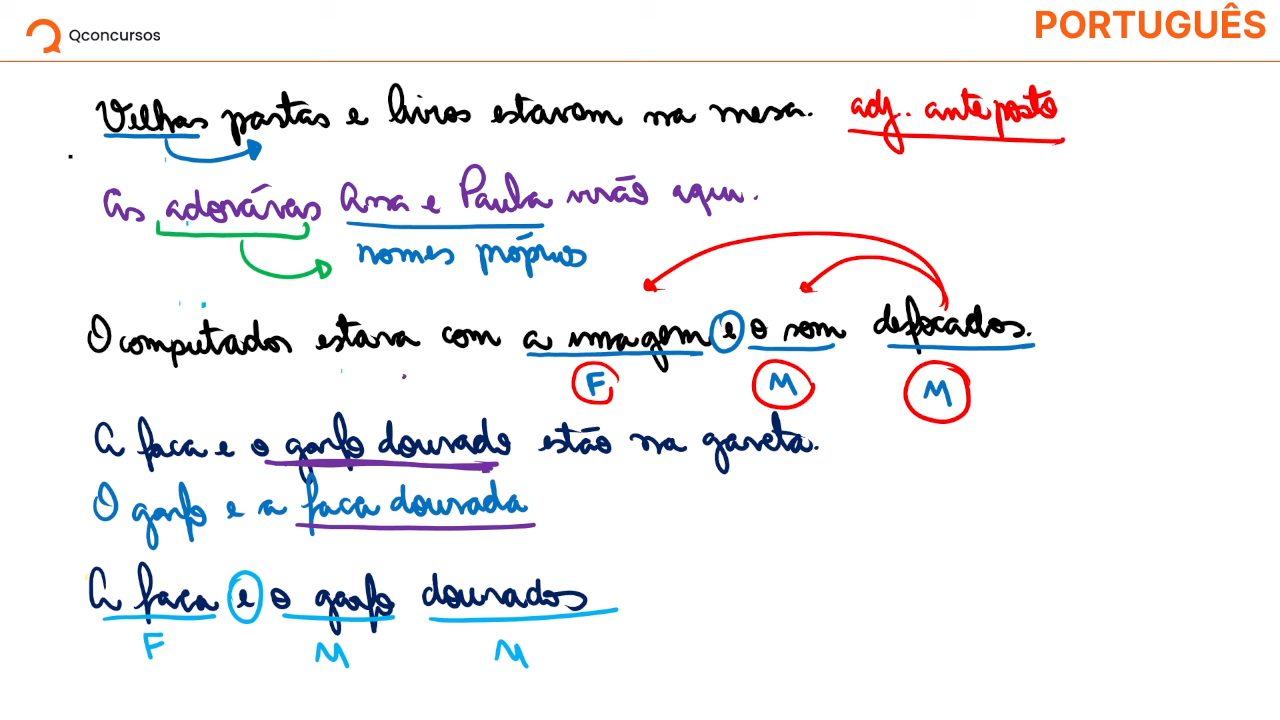 Qconcursos
PORTUGUÊS
Velhas pastas e livros estavam na mesa. adj. anteposto
As adoráveis Ana e Paula virão aqui.
nomes próprios
O computador estava com a imagem e o som desfocados.
F M M
A faca e o garfo dourado estão na gaveta.
O garfo e a faca dourada
A faca e o garfo dourados
F M M